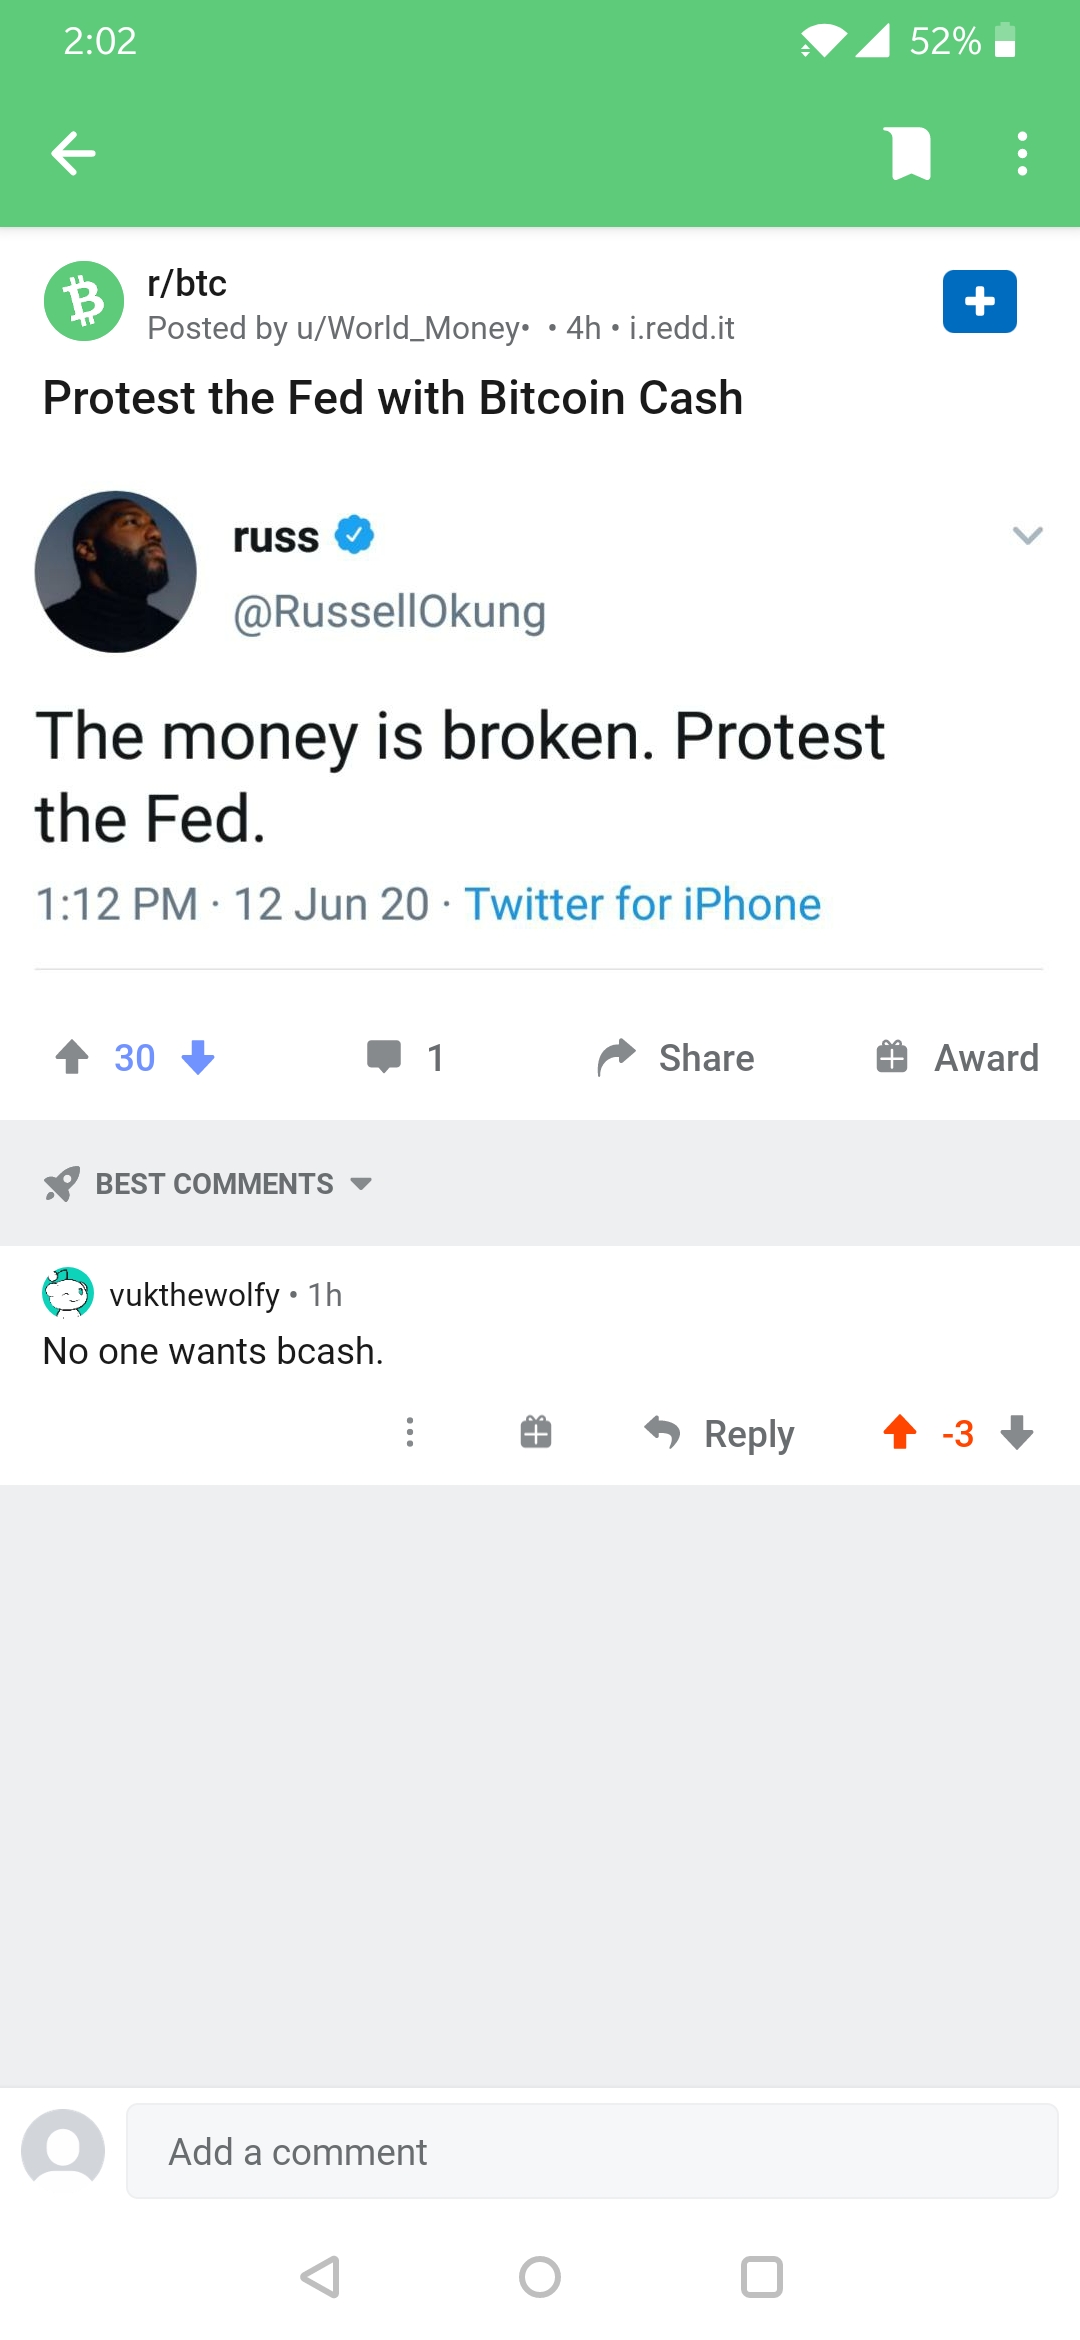 2:02
52%
r/btc
Posted by u/World_Money• • 4h • i.redd.it
Protest the Fed with Bitcoin Cash
russ
@RussellOkung
The money is broken. Protest
the Fed.
1:12 PM · 12 Jun 20 · Twitter for iPhone
30 1 Share Award
BEST COMMENTS
vukthewolfy • 1h
No one wants bcash.
Reply -3
Add a comment